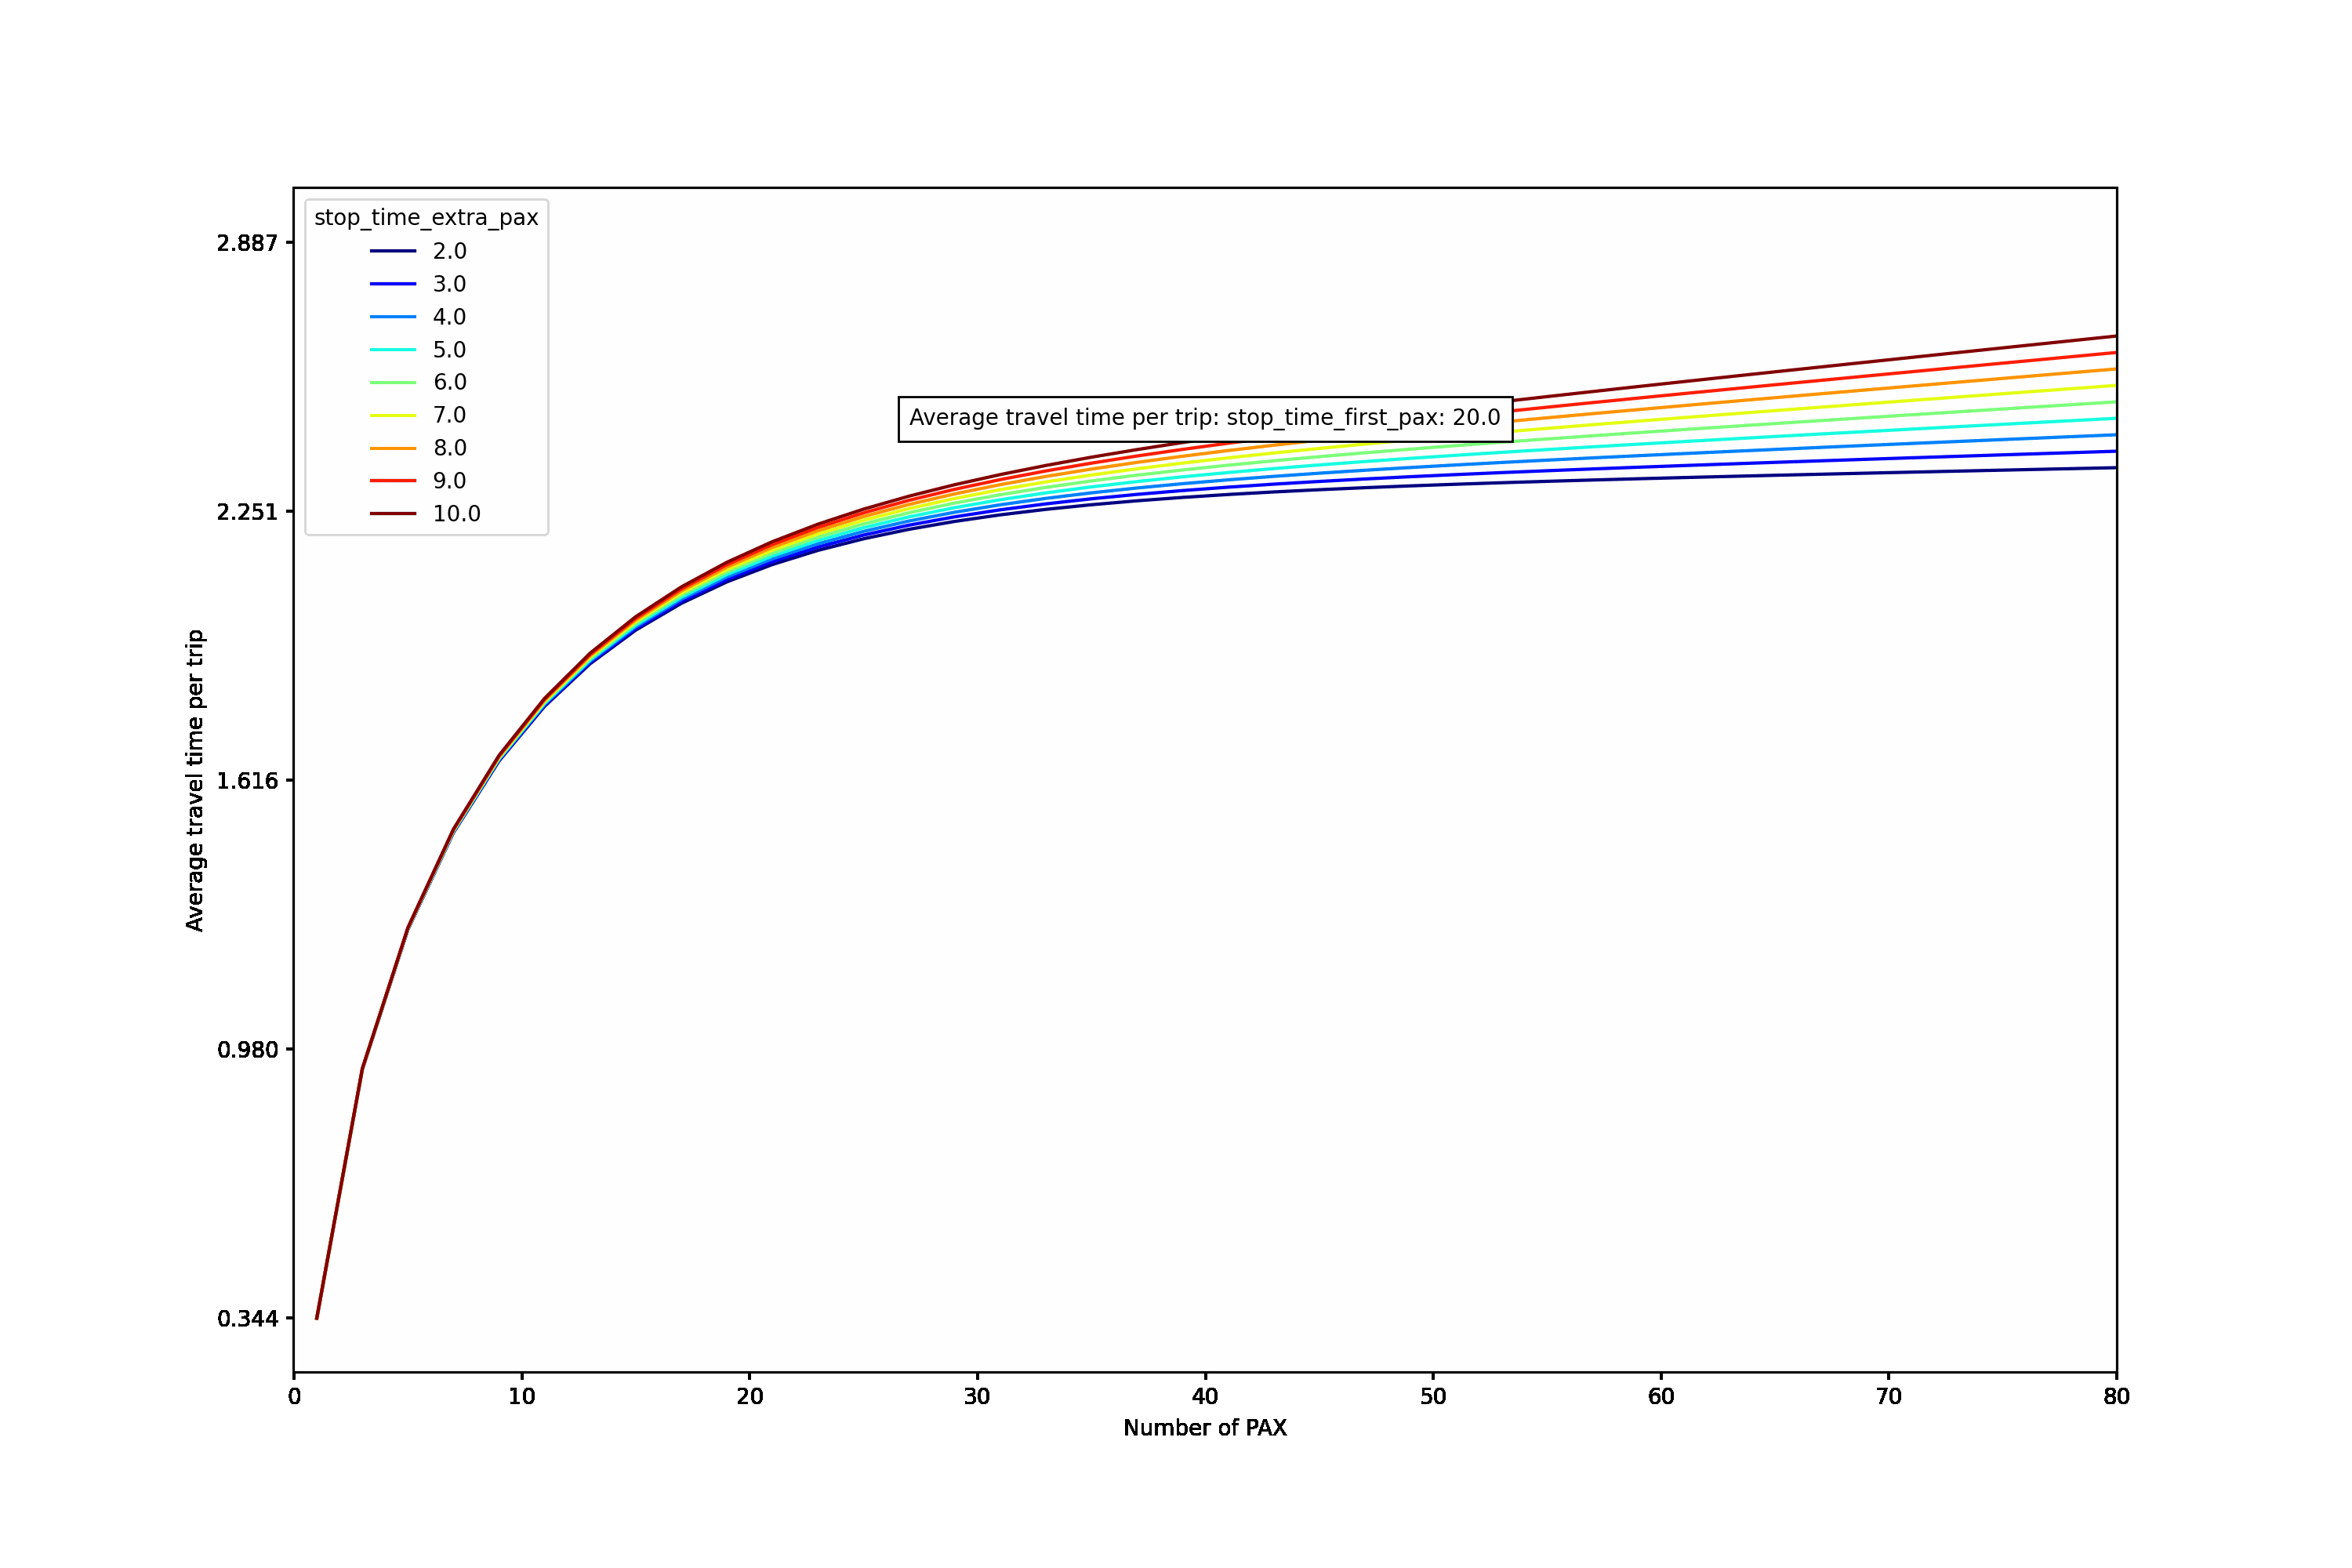 stop_time_extra_pax
2.0
3.0
4.0
5.0
6.0
7.0
8.0
9.0
10.0
Average travel time per trip: stop_time_first_pax: 20.0
2.887
2.251
1.616
0.980
0.344
Average travel time per trip
0 10 20 30 40 50 60 70 80
Number of PAX